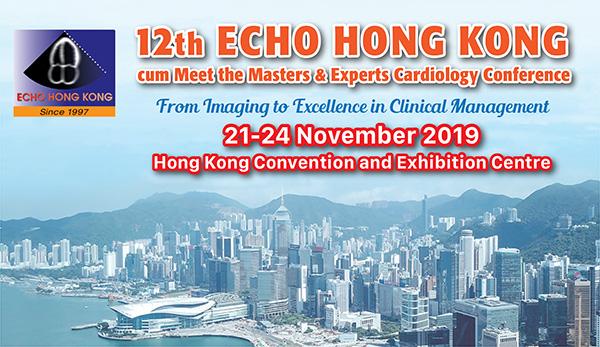 12th ECHO HONG KONG
cum Meet the Masters & Experts Cardiology Conference
From Imaging to Excellence in Clinical Management
21-24 November 2019
Hong Kong Convention and Exhibition Centre
ECHO HONG KONG
Since 1997